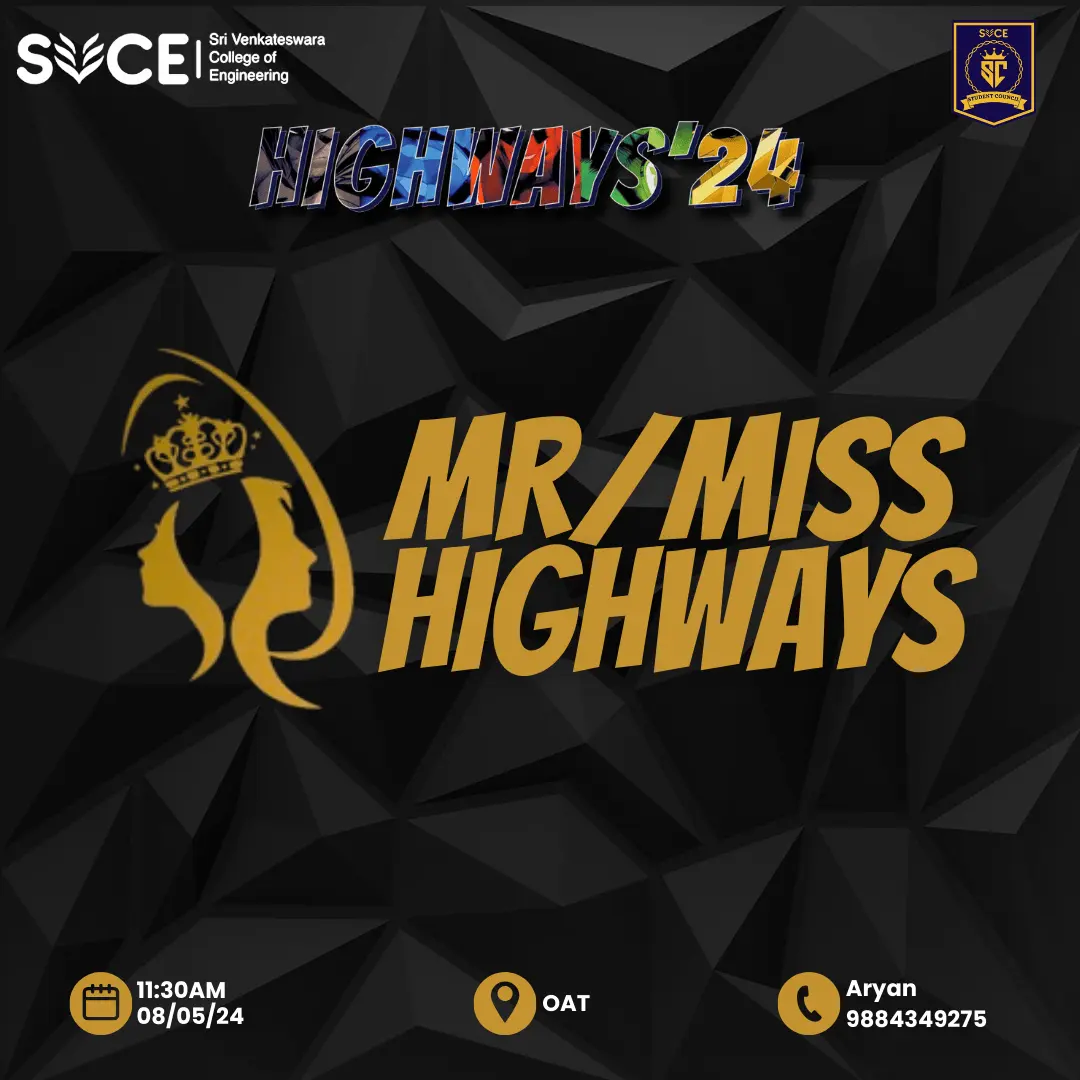 SVCE
Sri Venkateswara
College of
Engineering
SVCE
SC
STUDENT COUNCIL
HIGHWAYS'24
MR/MISS
HIGHWAYS
11:30AM
08/05/24
OAT
Aryan
9884349275